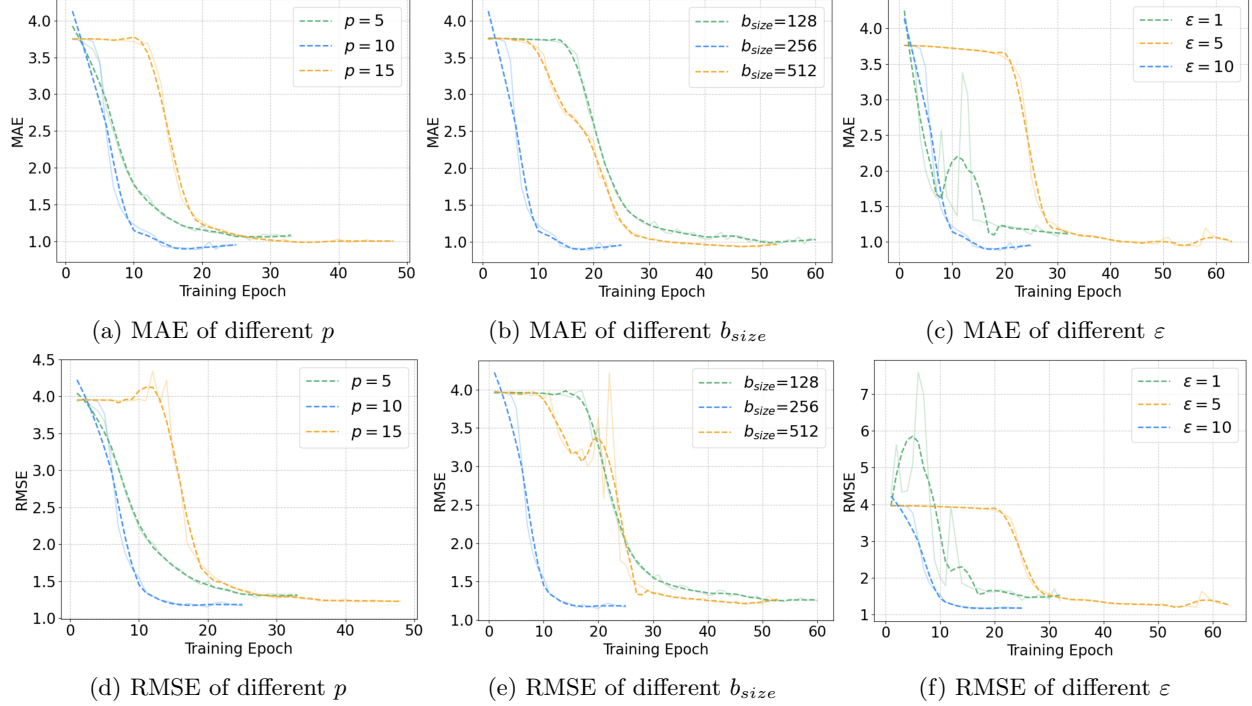 4.0
3.5
3.0
2.5
2.0
1.5
1.0
MAE
0 10 20 30 40 50
Training Epoch
p = 5
p = 10
p = 15
(a) MAE of different p
4.0
3.5
3.0
2.5
2.0
1.5
1.0
MAE
0 10 20 30 40 50 60
Training Epoch
b_size=128
b_size=256
b_size=512
(b) MAE of different b_size
4.0
3.5
3.0
2.5
2.0
1.5
1.0
MAE
0 10 20 30 40 50 60
Training Epoch
ε = 1
ε = 5
ε = 10
(c) MAE of different ε
4.5
4.0
3.5
3.0
2.5
2.0
1.5
1.0
RMSE
0 10 20 30 40 50
Training Epoch
p = 5
p = 10
p = 15
(d) RMSE of different p
4.0
3.5
3.0
2.5
2.0
1.5
1.0
RMSE
0 10 20 30 40 50 60
Training Epoch
b_size=128
b_size=256
b_size=512
(e) RMSE of different b_size
7
6
5
4
3
2
1
RMSE
0 10 20 30 40 50 60
Training Epoch
ε = 1
ε = 5
ε = 10
(f) RMSE of different ε